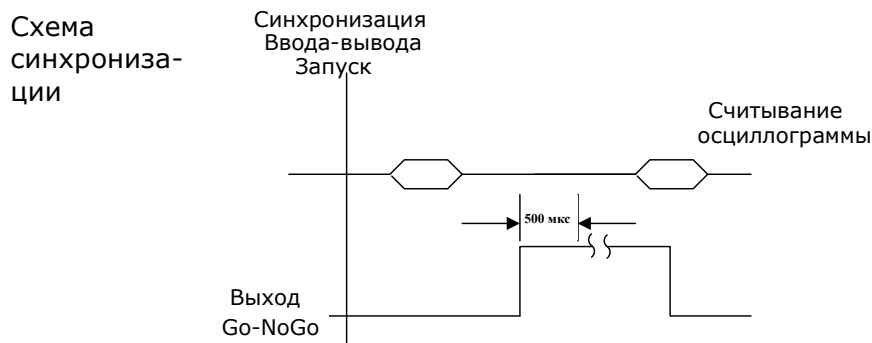 Схема
синхрониза-
ции
Синхронизация
Ввода-вывода
Запуск
Считывание
осциллограммы
500 мкс
Выход
Go-NoGo